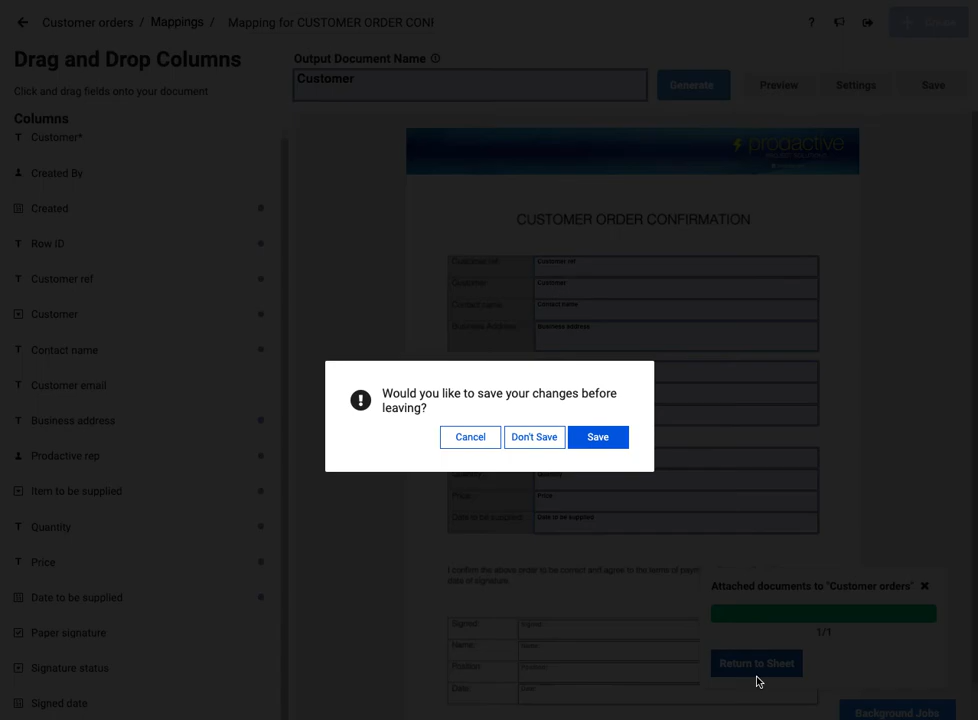 Customer orders / Mappings / Mapping for CUSTOMER ORDER CONF
?
Create
Drag and Drop Columns
Output Document Name
Customer
Generate
Preview
Settings
Save
Click and drag fields onto your document
Columns
Customer*
Created By
Created
Row ID
Customer ref
Customer
Contact name
Customer email
Business address
Prodactive rep
Item to be supplied
Quantity
Price
Date to be supplied
Paper signature
Signature status
Signed date
prodactive
PROJECT SOLUTIONS
CUSTOMER ORDER CONFIRMATION
Customer ref Customer ref
Customer Customer
Contact name Contact name
Business Address Business address
Would you like to save your changes before
leaving?
Cancel
Don't Save
Save
Quantity
Price Price
Date to be supplied Date to be supplied
I confirm the above order to be correct and agree to the terms of
date of signature.
Signed: Signed
Name:
Position:
Date:
Attached documents to "Customer orders"
1/1
Return to Sheet
Background Jobs